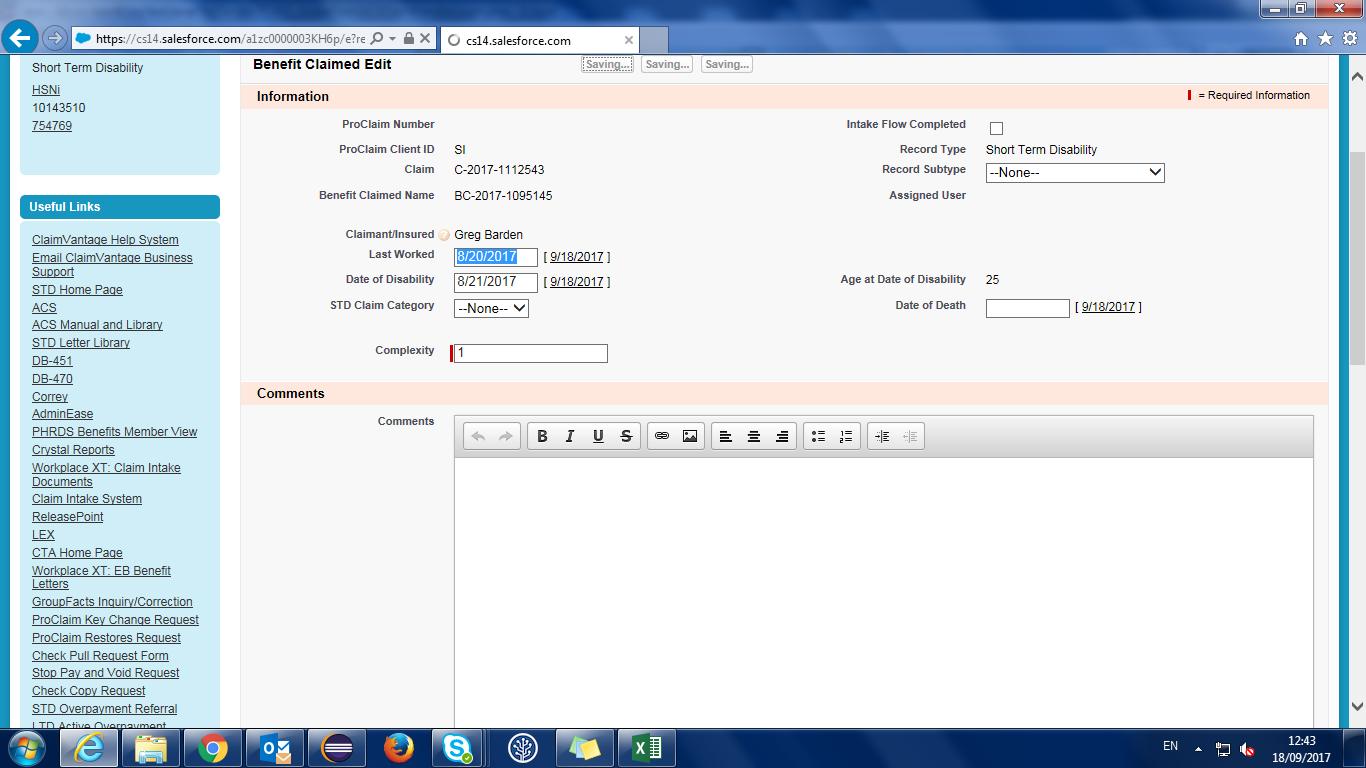 https://cs14.salesforce.com/a1zc0000003KH6p/e?re
cs14.salesforce.com
Short Term Disability
HSNi
10143510
754769
Useful Links
ClaimVantage Help System
Email ClaimVantage Business
Support
STD Home Page
ACS
ACS Manual and Library
STD Letter Library
DB-451
DB-470
Correy
AdminEase
PHRDS Benefits Member View
Crystal Reports
Workplace XT: Claim Intake
Documents
Claim Intake System
ReleasePoint
LEX
CTA Home Page
Workplace XT: EB Benefit
Letters
GroupFacts Inquiry/Correction
ProClaim Key Change Request
ProClaim Restores Request
Check Pull Request Form
Stop Pay and Void Request
Check Copy Request
STD Overpayment Referral
LTD Active Overpayment
Benefit Claimed Edit Saving... Saving... Saving...
Information = Required Information
ProClaim Number Intake Flow Completed
ProClaim Client ID SI Record Type Short Term Disability
Claim C-2017-1112543 Record Subtype --None--
Benefit Claimed Name BC-2017-1095145 Assigned User
Claimant/Insured ? Greg Barden
Last Worked 8/20/2017 [ 9/18/2017 ]
Date of Disability 8/21/2017 [ 9/18/2017 ] Age at Date of Disability 25
STD Claim Category --None-- Date of Death [ 9/18/2017 ]
Complexity 1
Comments
Comments
B I U S
EN 12:43
18/09/2017